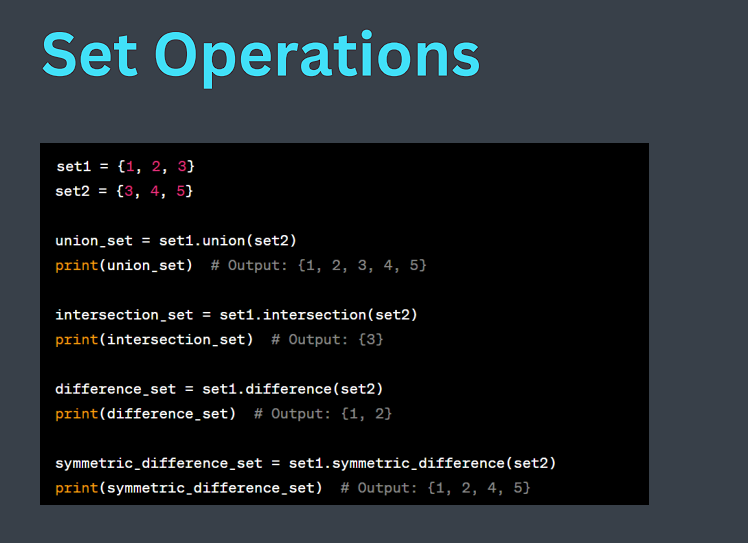 Set Operations
set1 = {1, 2, 3}
set2 = {3, 4, 5}
union_set = set1.union(set2)
print(union_set)  # Output: {1, 2, 3, 4, 5}
intersection_set = set1.intersection(set2)
print(intersection_set)  # Output: {3}
difference_set = set1.difference(set2)
print(difference_set)  # Output: {1, 2}
symmetric_difference_set = set1.symmetric_difference(set2)
print(symmetric_difference_set)  # Output: {1, 2, 4, 5}